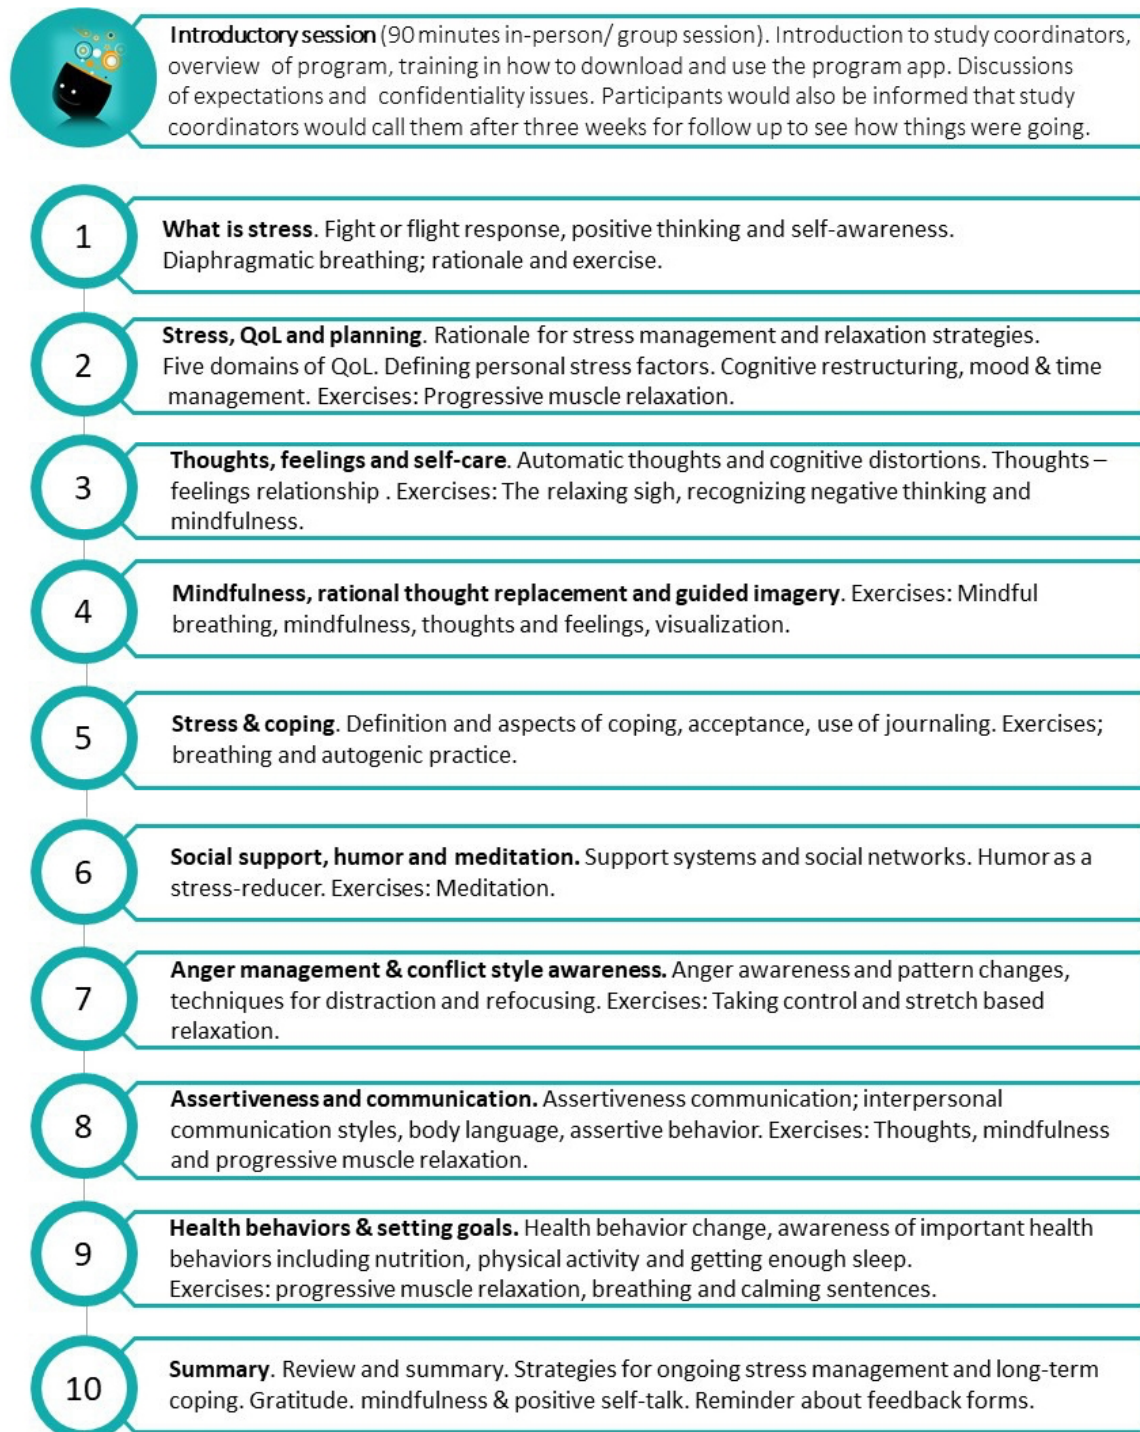 Introductory session (90 minutes in-person/ group session). Introduction to study coordinators,
overview of program, training in how to download and use the program app. Discussions
of expectations and confidentiality issues. Participants would also be informed that study
coordinators would call them after three weeks for follow up to see how things were going.
1
What is stress. Fight or flight response, positive thinking and self-awareness.
Diaphragmatic breathing; rationale and exercise.
2
Stress, QoL and planning. Rationale for stress management and relaxation strategies.
Five domains of QoL. Defining personal stress factors. Cognitive restructuring, mood & time
management. Exercises: Progressive muscle relaxation.
3
Thoughts, feelings and self-care. Automatic thoughts and cognitive distortions. Thoughts –
feelings relationship . Exercises: The relaxing sigh, recognizing negative thinking and
mindfulness.
4
Mindfulness, rational thought replacement and guided imagery. Exercises: Mindful
breathing, mindfulness, thoughts and feelings, visualization.
5
Stress & coping. Definition and aspects of coping, acceptance, use of journaling. Exercises;
breathing and autogenic practice.
6
Social support, humor and meditation. Support systems and social networks. Humor as a
stress-reducer. Exercises: Meditation.
7
Anger management & conflict style awareness. Anger awareness and pattern changes,
techniques for distraction and refocusing. Exercises: Taking control and stretch based
relaxation.
8
Assertiveness and communication. Assertiveness communication; interpersonal
communication styles, body language, assertive behavior. Exercises: Thoughts, mindfulness
and progressive muscle relaxation.
9
Health behaviors & setting goals. Health behavior change, awareness of important health
behaviors including nutrition, physical activity and getting enough sleep.
Exercises: progressive muscle relaxation, breathing and calming sentences.
10
Summary. Review and summary. Strategies for ongoing stress management and long-term
coping. Gratitude. mindfulness & positive self-talk. Reminder about feedback forms.